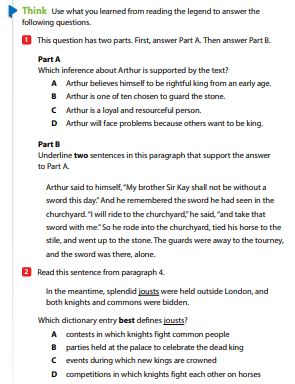 Think Use what you learned from reading the legend to answer the
following questions.
1 This question has two parts. First, answer Part A. Then answer Part B.
Part A
Which inference about Arthur is supported by the text?
A Arthur believes himself to be rightful king from an early age.
B Arthur is one of ten chosen to guard the stone.
C Arthur is a loyal and resourceful person.
D Arthur will face problems because others want to be king.
Part B
Underline two sentences in this paragraph that support the answer
to Part A.
Arthur said to himself, "My brother Sir Kay shall not be without a
sword this day." And he remembered the sword he had seen in the
churchyard. "I will ride to the churchyard," he said, "and take that
sword with me." So he rode into the churchyard, tied his horse to the
stile, and went up to the stone. The guards were away to the tourney,
and the sword was there, alone.
2 Read this sentence from paragraph 4.
In the meantime, splendid jousts were held outside London, and
both knights and commons were bidden.
Which dictionary entry best defines jousts?
A contests in which knights fight common people
B parties held at the palace to celebrate the dead king
C events during which new kings are crowned
D competitions in which knights fight each other on horses